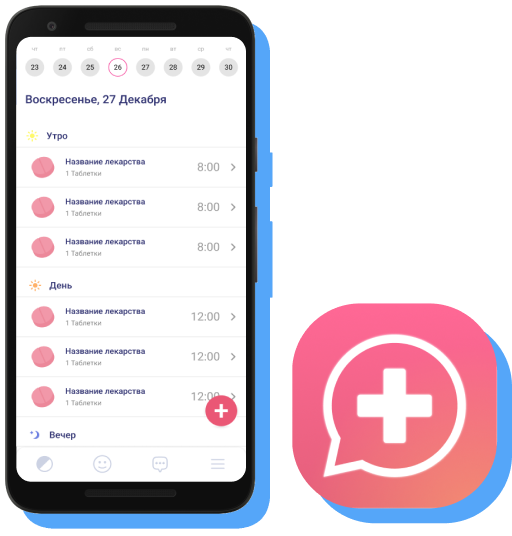 чт пт сб вс пн вт ср чт
23 24 25 26 27 28 29 30
Воскресенье, 27 Декабря
Утро
Название лекарства
1 Таблетки
8:00
Название лекарства
1 Таблетки
8:00
Название лекарства
1 Таблетки
8:00
День
Название лекарства
1 Таблетки
12:00
Название лекарства
1 Таблетки
12:00
Название лекарства
1 Таблетки
12:00
Вечер